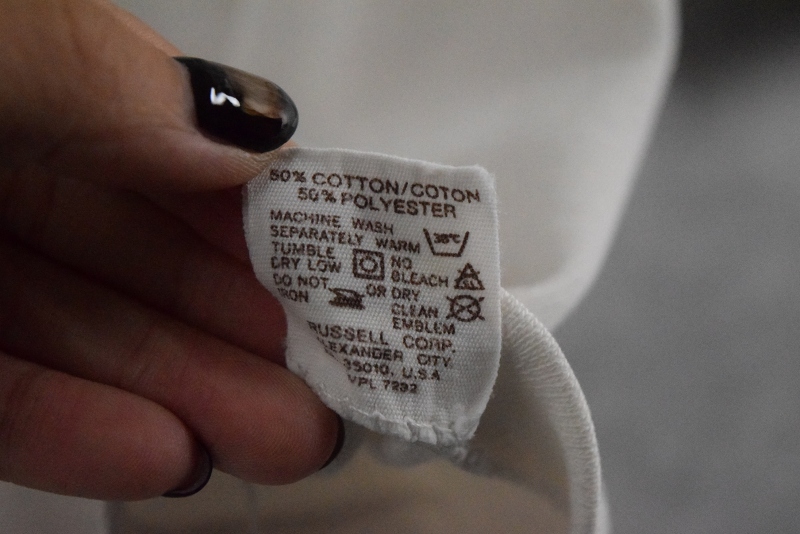 50% COTTON/COTON
50% POLYESTER
MACHINE WASH
SEPARATELY WARM
TUMBLE
DRY LOW
NO
BLEACH
DO NOT
IRON
OR DRY
CLEAN
EMBLEM
RUSSELL CORP.
ALEXANDER CITY,
35010, U.S.A
VPL 7292